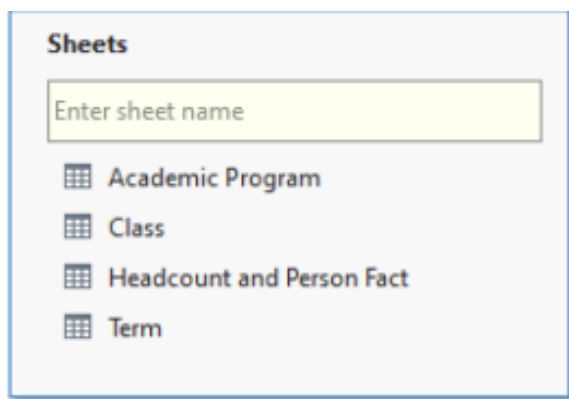 Sheets
Enter sheet name
Academic Program
Class
Headcount and Person Fact
Term